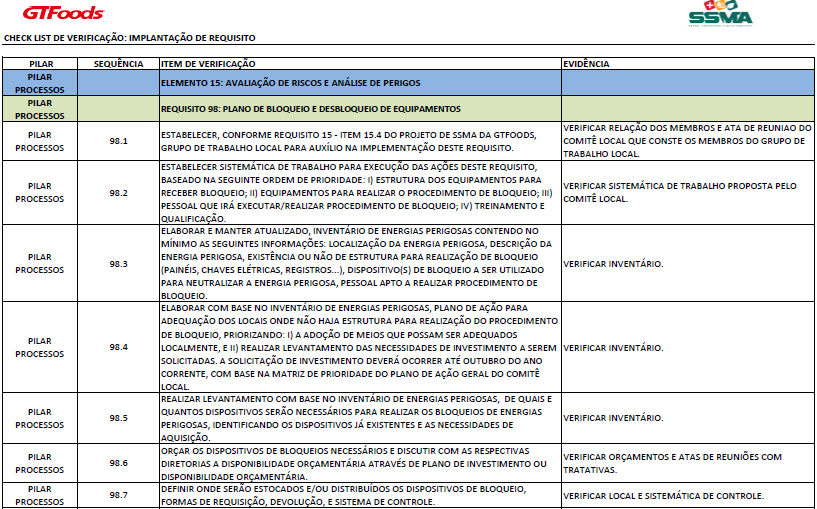 GTFoods
SSMA
CHECK LIST DE VERIFICAÇÃO: IMPLANTAÇÃO DE REQUISITO
PILAR SEQUÊNCIA ITEM DE VERIFICAÇÃO EVIDÊNCIA
PILAR
PROCESSOS
ELEMENTO 15: AVALIAÇÃO DE RISCOS E ANÁLISE DE PERIGOS
PILAR
PROCESSOS
REQUISITO 98: PLANO DE BLOQUEIO E DESBLOQUEIO DE EQUIPAMENTOS
PILAR
PROCESSOS
98.1
ESTABELECER, CONFORME REQUISITO 15 - ITEM 15.4 DO PROJETO DE SSMA DA GTFOODS,
GRUPO DE TRABALHO LOCAL PARA AUXÍLIO NA IMPLEMENTAÇÃO DESTE REQUISITO.
VERIFICAR RELAÇÃO DOS MEMBROS E ATA DE REUNIAO DO
COMITÊ LOCAL QUE CONSTE OS MEMBROS DO GRUPO DE
TRABALHO LOCAL.
PILAR
PROCESSOS
98.2
ESTABELECER SISTEMÁTICA DE TRABALHO PARA EXECUÇÃO DAS AÇÕES DESTE REQUISITO,
BASEADO NA SEGUINTE ORDEM DE PRIORIDADE: I) ESTRUTURA DOS EQUIPAMENTOS PARA
RECEBER BLOQUEIO; II) EQUIPAMENTOS PARA REALIZAR O PROCEDIMENTO DE BLOQUEIO; III)
PESSOAL QUE IRÁ EXECUTAR/REALIZAR PROCEDIMENTO DE BLOQUEIO; IV) TREINAMENTO E
QUALIFICAÇÃO.
VERIFICAR SISTEMÁTICA DE TRABALHO PROPOSTA PELO
COMITÊ LOCAL.
PILAR
PROCESSOS
98.3
ELABORAR E MANTER ATUALIZADO, INVENTÁRIO DE ENERGIAS PERIGOSAS CONTENDO NO
MÍNIMO AS SEGUINTES INFORMAÇÕES: LOCALIZAÇÃO DA ENERGIA PERIGOSA, DESCRIÇÃO DA
ENERGIA PERIGOSA, EXISTÊNCIA OU NÃO DE ESTRUTURA PARA REALIZAÇÃO DE BLOQUEIO
(PAINÉIS, CHAVES ELÉTRICAS, REGISTROS...), DISPOSITIVO(S) DE BLOQUEIO A SER UTILIZADO
PARA NEUTRALIZAR A ENERGIA PERIGOSA, PESSOAL APTO A REALIZAR PROCEDIMENTO DE
BLOQUEIO.
VERIFICAR INVENTÁRIO.
PILAR
PROCESSOS
98.4
ELABORAR COM BASE NO INVENTÁRIO DE ENERGIAS PERIGOSAS, PLANO DE AÇÃO PARA
ADEQUAÇÃO DOS LOCAIS ONDE NÃO HAJA ESTRUTURA PARA REALIZAÇÃO DO PROCEDIMENTO
DE BLOQUEIO, PRIORIZANDO: I) A ADOÇÃO DE MEIOS QUE POSSAM SER ADEQUADOS
LOCALMENTE, E II) REALIZAR LEVANTAMENTO DAS NECESSIDADES DE INVESTIMENTO A SEREM
SOLICITADAS. A SOLICITAÇÃO DE INVESTIMENTO DEVERÁ OCORRER ATÉ OUTUBRO DO ANO
CORRENTE, COM BASE NA MATRIZ DE PRIORIDADE DO PLANO DE AÇÃO GERAL DO COMITÊ
LOCAL.
VERIFICAR INVENTÁRIO.
PILAR
PROCESSOS
98.5
REALIZAR LEVANTAMENTO COM BASE NO INVENTÁRIO DE ENERGIAS PERIGOSAS, DE QUAIS E
QUANTOS DISPOSITIVOS SERÃO NECESSÁRIOS PARA REALIZAR OS BLOQUEIOS DE ENERGIAS
PERIGOSAS, IDENTIFICANDO OS DISPOSITIVOS JÁ EXISTENTES E AS NECESSIDADES DE
AQUISIÇÃO.
VERIFICAR INVENTÁRIO.
PILAR
PROCESSOS
98.6
ORÇAR OS DISPOSITIVOS DE BLOQUEIOS NECESSÁRIOS E DISCUTIR COM AS RESPECTIVAS
DIRETORIAS A DISPONIBILIDADE ORÇAMENTÁRIA ATRAVÉS DE PLANO DE INVESTIMENTO OU
DISPONIBILIDADE ORÇAMENTÁRIA.
VERIFICAR ORÇAMENTOS E ATAS DE REUNIÕES COM
TRATATIVAS.
PILAR
PROCESSOS
98.7
DEFINIR ONDE SERÃO ESTOCADOS E/OU DISTRIBUÍDOS OS DISPOSITIVOS DE BLOQUEIO,
FORMAS DE REQUISIÇÃO, DEVOLUÇÃO, E SISTEMA DE CONTROLE.
VERIFICAR LOCAL E SISTEMÁTICA DE CONTROLE.